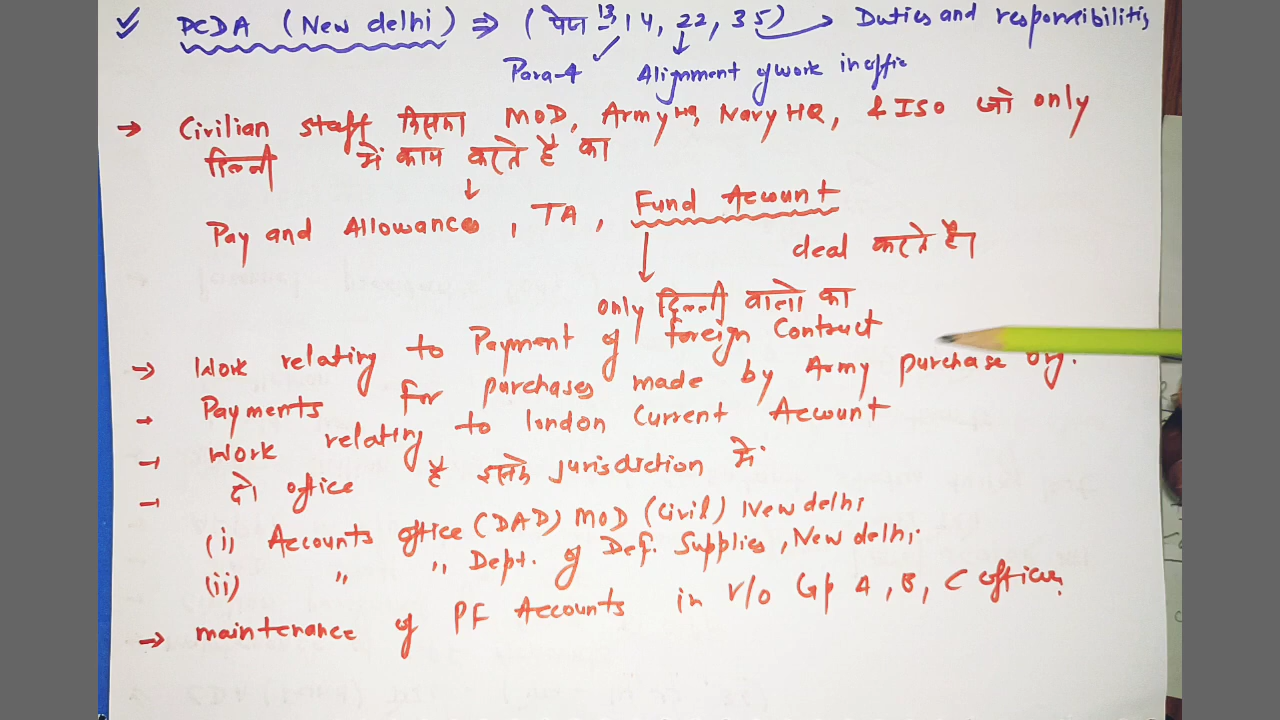 PCDA (New delhi) ⇒ (पेज 13, 14, 22, 35) → Duties and responsibilities
Para-4 Alignment of work in office
→ Civilian staff जिसका MOD, Army HQ, Navy HQ, & ISO जो only
दिल्ली में काम करते है का
Pay and Allowances, TA, Fund Account
deal करते है।
only दिल्ली वालो का
→ Work relating to Payment of foreign Contract
→ Payments for purchases made by Army purchase org.
→ Work relating to london Current Account
→ दो office है इसके jurisdiction में
(i) Accounts office (DAD) MOD (Civil) New delhi
(ii) " " Dept. of Def. Supplies, New delhi.
→ maintenance of PF Accounts in r/o Gp A, B, C officers